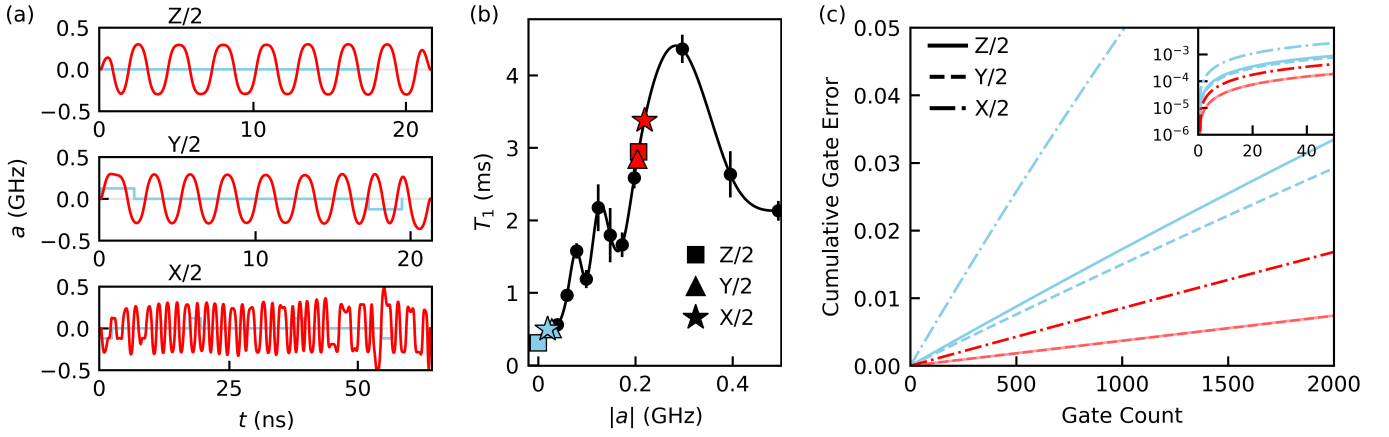 (a)
Z/2
0.5
0.0
−0.5
0
10
20
Y/2
0.5
0.0
−0.5
0
10
20
X/2
0.5
0.0
−0.5
0
25
50
a (GHz)
t (ns)
(b)
4
3
2
1
0
T₁ (ms)
Z/2
Y/2
X/2
0
0.2
0.4
|a| (GHz)
(c)
0.05
0.04
0.03
0.02
0.01
0.00
Cumulative Gate Error
Z/2
Y/2
X/2
10⁻³
10⁻⁴
10⁻⁵
10⁻⁶
0
20
40
0
500
1000
1500
2000
Gate Count